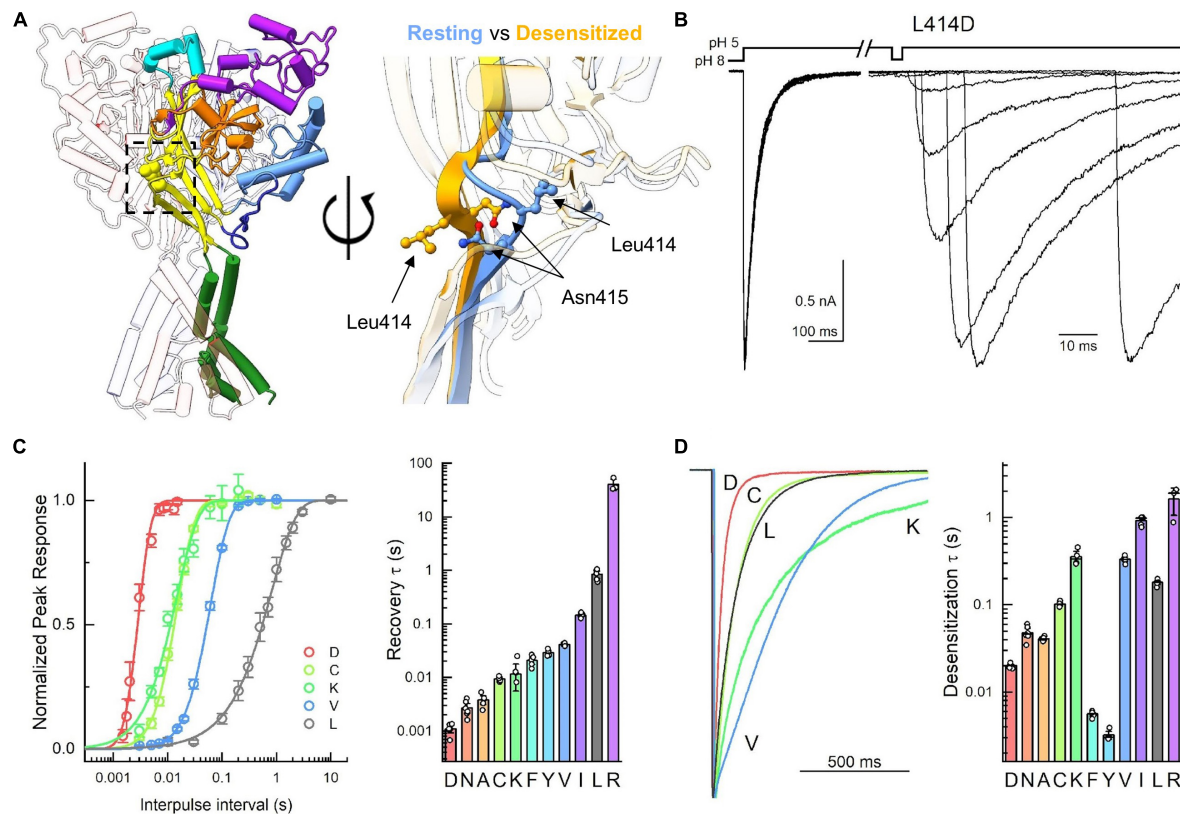 A
Resting vs Desensitized
Leu414
Asn415
Leu414
B
L414D
pH 5
pH 8
0.5 nA
100 ms
10 ms
C
Normalized Peak Response
1.0
0.5
0.0
D
C
K
V
L
0.001 0.01 0.1 1 10
Interpulse interval (s)
Recovery τ (s)
100
10
1
0.1
0.01
0.001
D N A C K F Y V I L R
D
D
C
L
K
V
500 ms
Desensitization τ (s)
1
0.1
0.01
D N A C K F Y V I L R